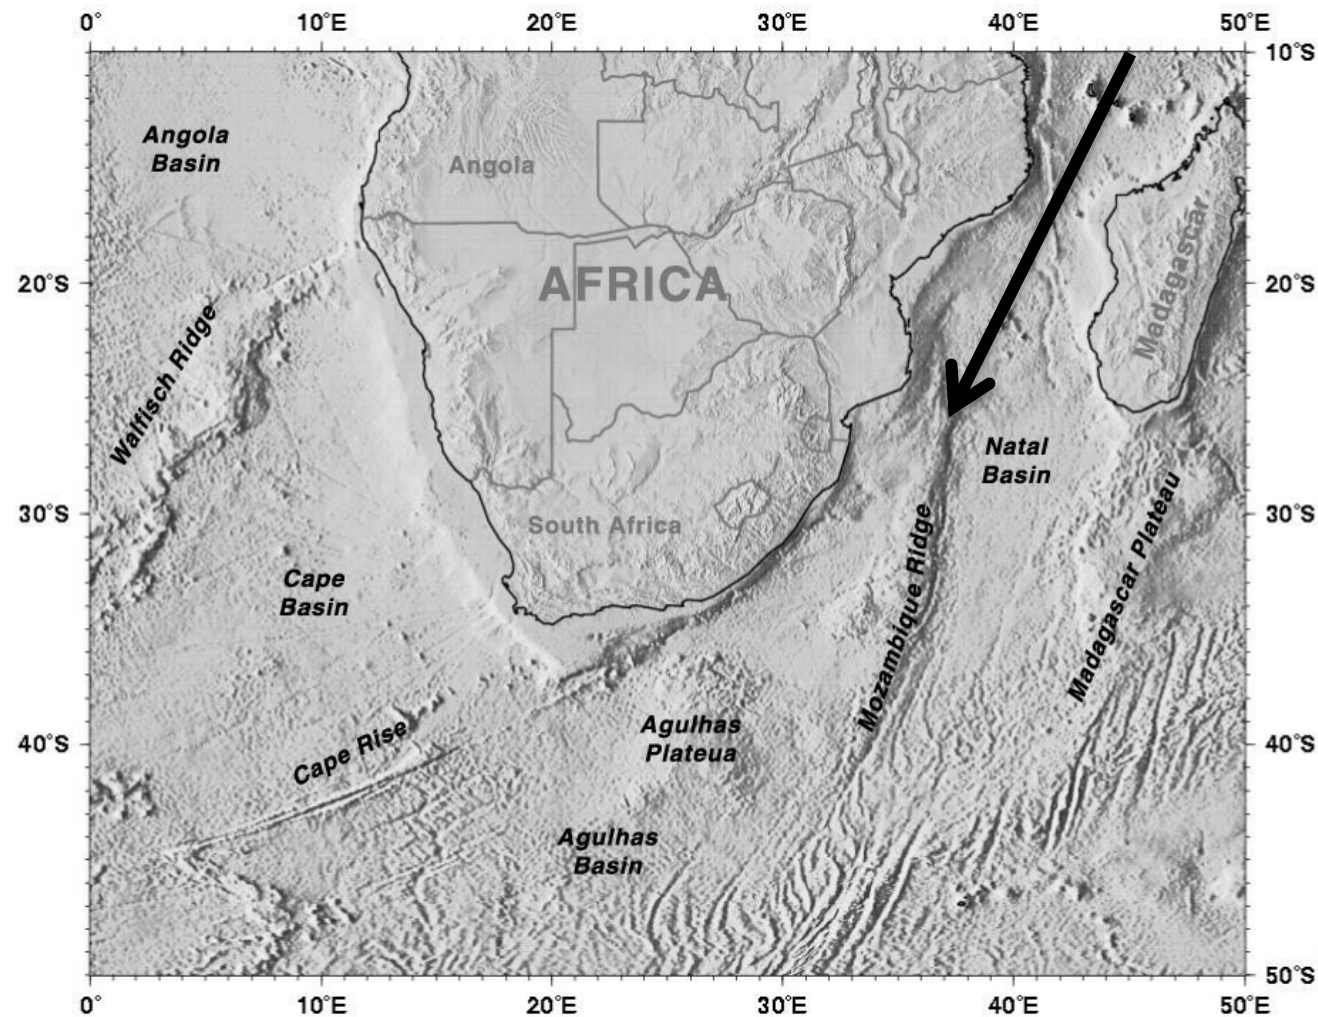 0° 10°E 20°E 30°E 40°E 50°E
10°S
Angola
Basin
Angola
Madagascar
AFRICA
20°S 20°S
Walfisch Ridge
Natal
Basin
Madagascar Plateau
30°S 30°S
South Africa
Mozambique Ridge
Cape
Basin
Agulhas
Plateua
Cape Rise
40°S 40°S
Agulhas
Basin
50°S
0° 10°E 20°E 30°E 40°E 50°E